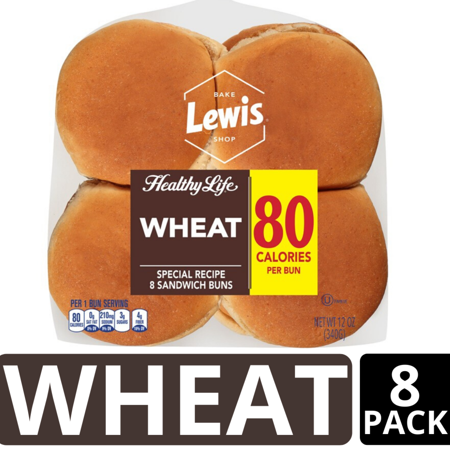 BAKE
Lewis
SHOP
Healthy Life
WHEAT
SPECIAL RECIPE
8 SANDWICH BUNS
80
CALORIES
PER BUN
PER 1 BUN SERVING
80 0g 210mg 3g 4g
CALORIES SAT FAT SODIUM SUGARS FIBER
NET WT 12 OZ
(340G)
WHEAT
8
PACK